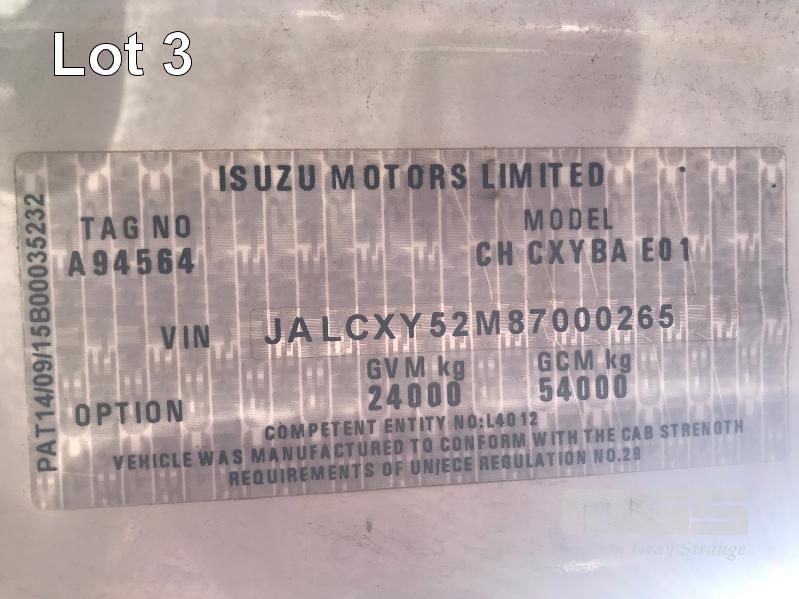 Lot 3
ISUZU MOTORS LIMITED
TAG NO
A94564
MODEL
CH CXYBA E01
VIN
JALCXY52M87000265
GVM kg
24000
GCM kg
54000
OPTION
COMPETENT ENTITY NO:L4012
VEHICLE WAS MANUFACTURED TO CONFORM WITH THE CAB STRENGTH
REQUIREMENTS OF UN/ECE REGULATION NO.29
PAT14/09/15B00035232
Gray Strange